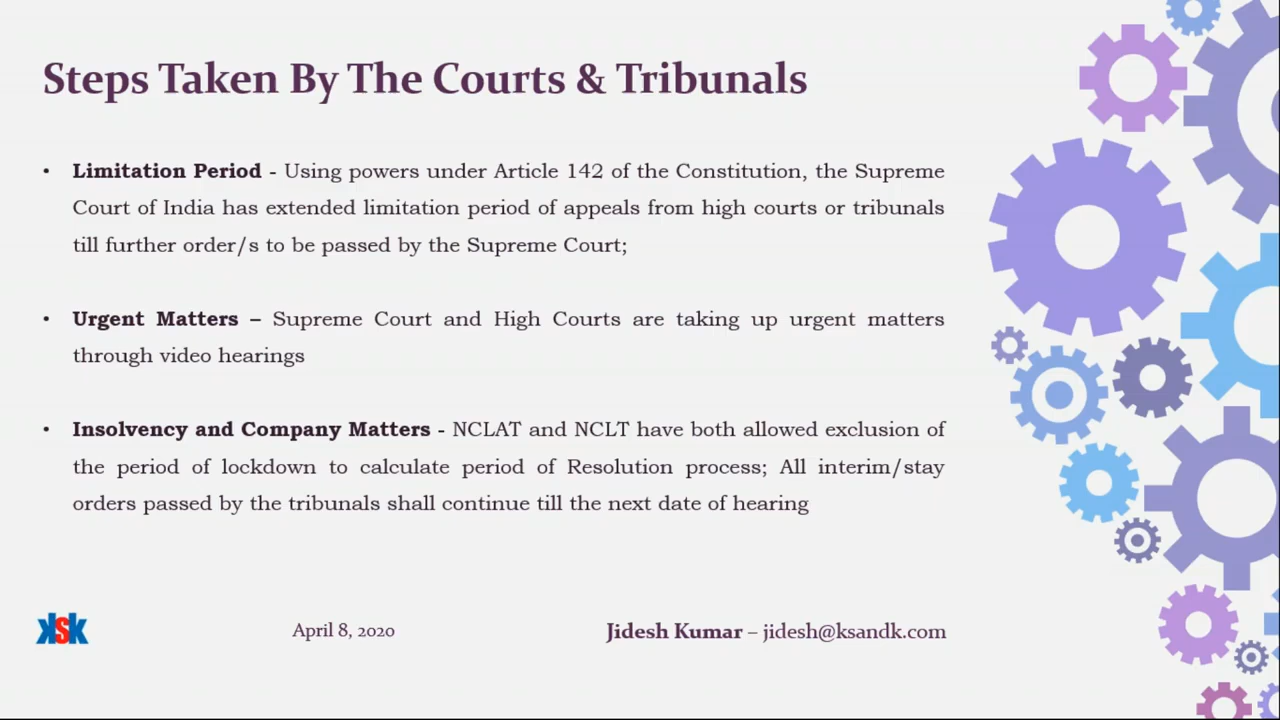 Steps Taken By The Courts & Tribunals
• Limitation Period - Using powers under Article 142 of the Constitution, the Supreme
Court of India has extended limitation period of appeals from high courts or tribunals
till further order/s to be passed by the Supreme Court;
• Urgent Matters – Supreme Court and High Courts are taking up urgent matters
through video hearings
• Insolvency and Company Matters - NCLAT and NCLT have both allowed exclusion of
the period of lockdown to calculate period of Resolution process; All interim/stay
orders passed by the tribunals shall continue till the next date of hearing
kSk
April 8, 2020
Jidesh Kumar – jidesh@ksandk.com